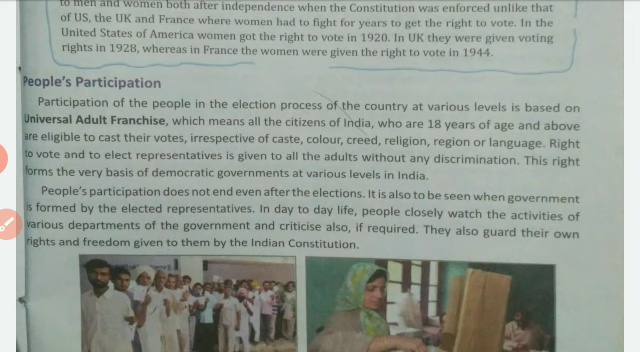 to men and women both after independence when the Constitution was enforced unlike that
of US, the UK and France where women had to fight for years to get the right to vote. In the
United States of America women got the right to vote in 1920. In UK they were given voting
rights in 1928, whereas in France the women were given the right to vote in 1944.
People's Participation
Participation of the people in the election process of the country at various levels is based on
Universal Adult Franchise, which means all the citizens of India, who are 18 years of age and above
are eligible to cast their votes, irrespective of caste, colour, creed, religion, region or language. Right
to vote and to elect representatives is given to all the adults without any discrimination. This right
forms the very basis of democratic governments at various levels in India.
People's participation does not end even after the elections. It is also to be seen when government
is formed by the elected representatives. In day to day life, people closely watch the activities of
various departments of the government and criticise also, if required. They also guard their own
rights and freedom given to them by the Indian Constitution.